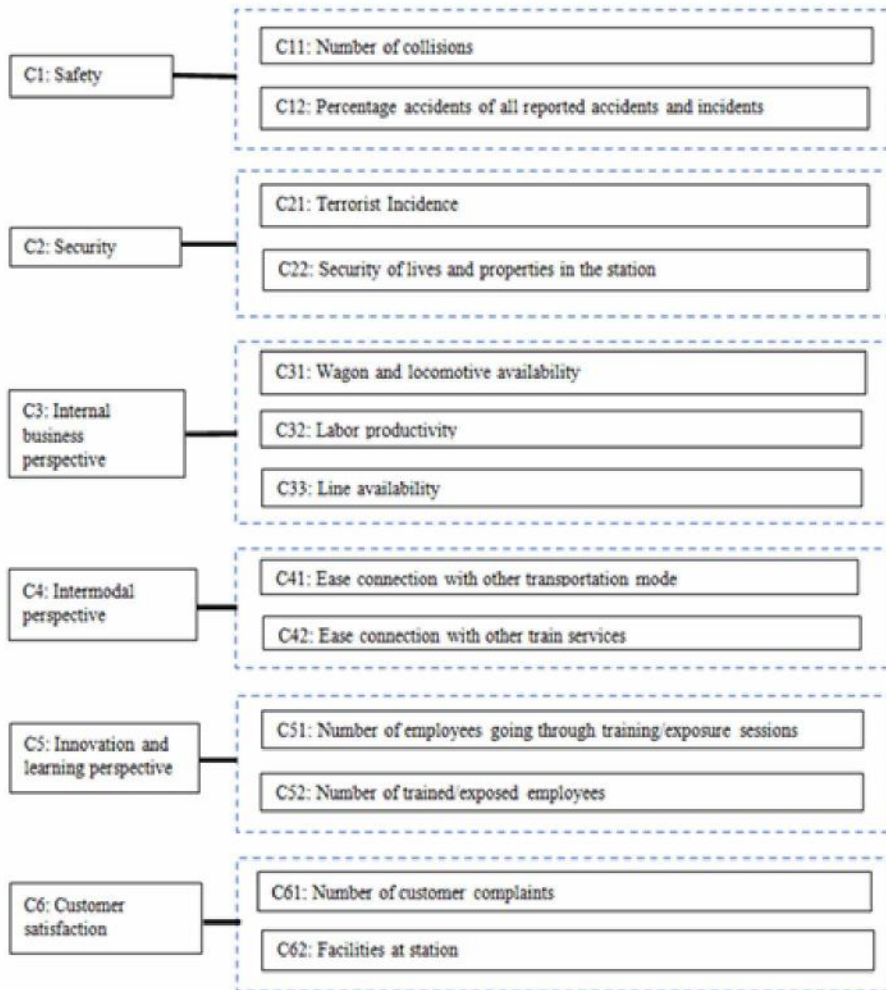 C1: Safety
C11: Number of collisions
C12: Percentage accidents of all reported accidents and incidents
C2: Security
C21: Terrorist Incidence
C22: Security of lives and properties in the station
C3: Internal
business
perspective
C31: Wagon and locomotive availability
C32: Labor productivity
C33: Line availability
C4: Intermodal
perspective
C41: Ease connection with other transportation mode
C42: Ease connection with other train services
C5: Innovation and
learning perspective
C51: Number of employees going through training/exposure sessions
C52: Number of trained/exposed employees
C6: Customer
satisfaction
C61: Number of customer complaints
C62: Facilities at station